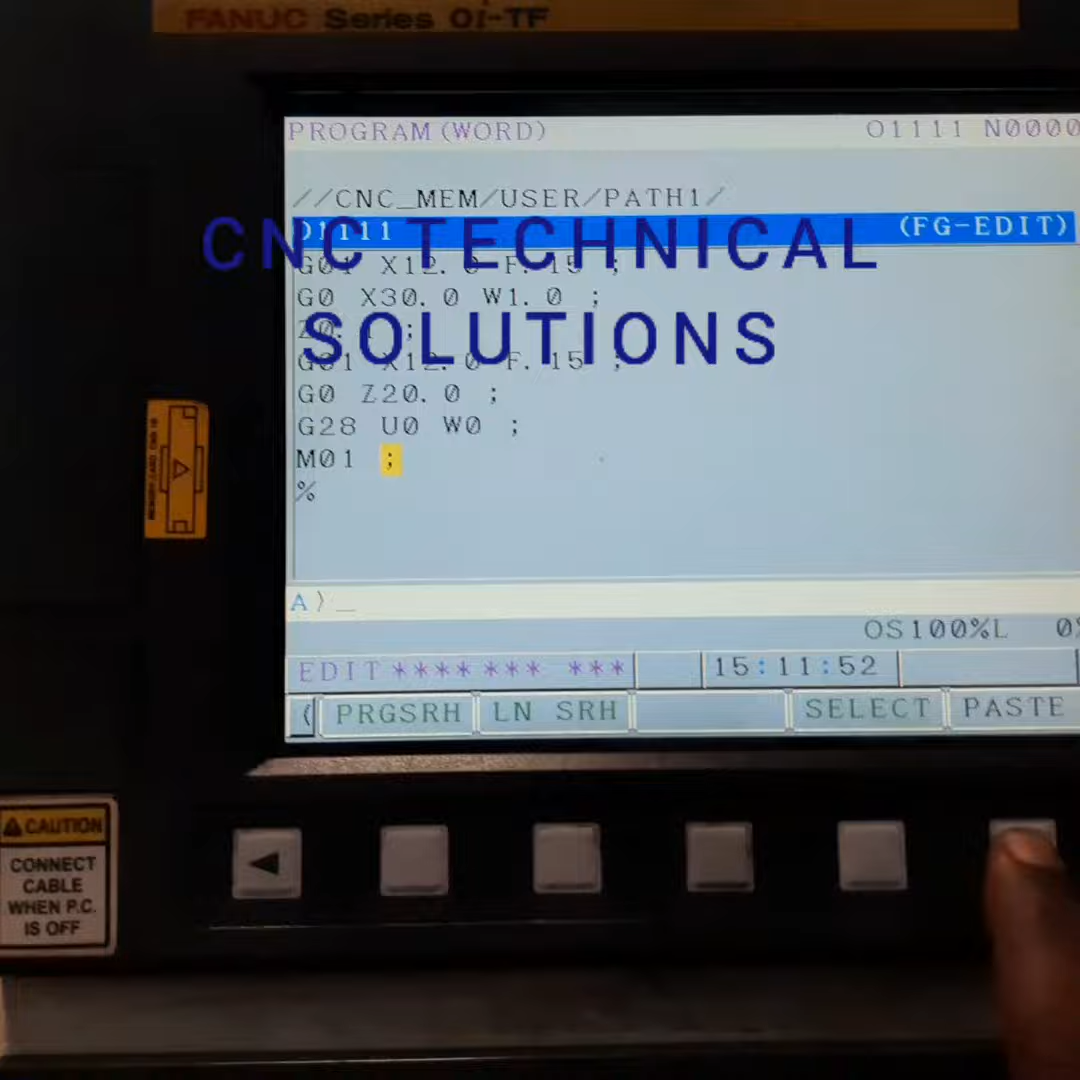 FANUC Series 0i-TF
PROGRAM (WORD) O1111 N0000
//CNC_MEM/USER/PATH1/
O1111 (FG-EDIT)
CNC TECHNICAL
G01 X12.0 F.15 ;
G0 X30.0 W1.0 ;
SOLUTIONS
G01 X12.0 F.15 ;
G0 Z20.0 ;
G28 U0 W0 ;
M01 ;
%
A)_
OS100%L 0%
EDIT**** *** *** 15:11:52
( PRGSRH LN SRH SELECT PASTE
CAUTION
CONNECT
CABLE
WHEN P.C.
IS OFF